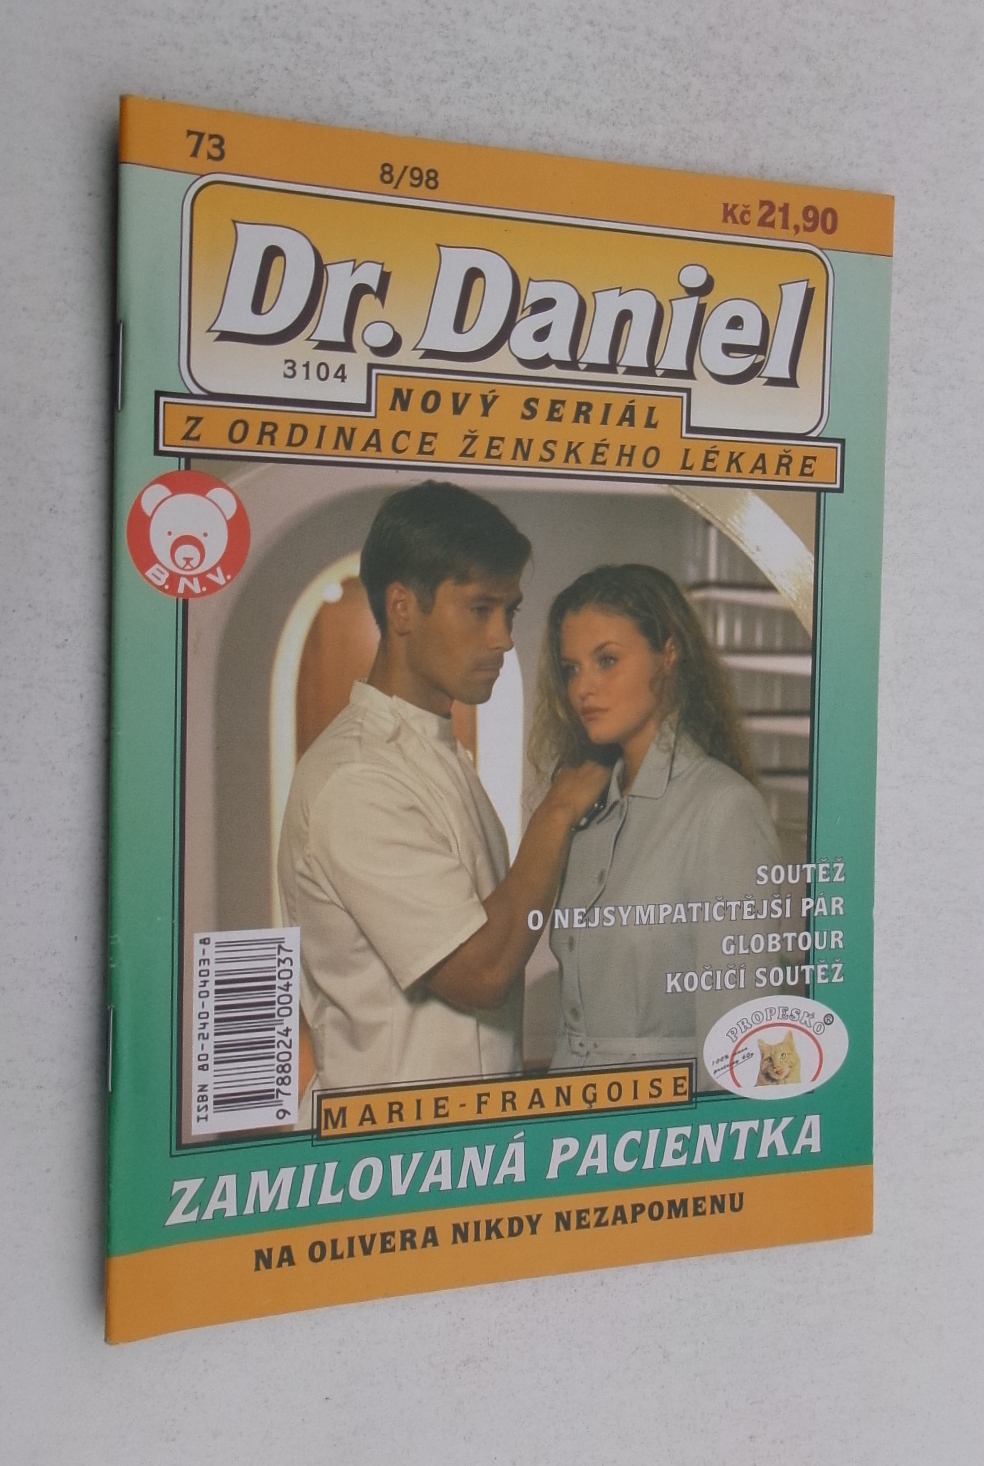 73
8/98
Kč 21,90
Dr. Daniel
3104
NOVÝ SERIÁL
Z ORDINACE ŽENSKÉHO LÉKAŘE
B.N.V.
SOUTĚŽ
O NEJSYMPATIČTĚJŠÍ PÁR
GLOBTOUR
KOČIČÍ SOUTĚŽ
PROPESKO®
ISBN 80-240-0403-8
9 788024 004037
MARIE-FRANÇOISE
ZAMILOVANÁ PACIENTKA
NA OLIVERA NIKDY NEZAPOMENU